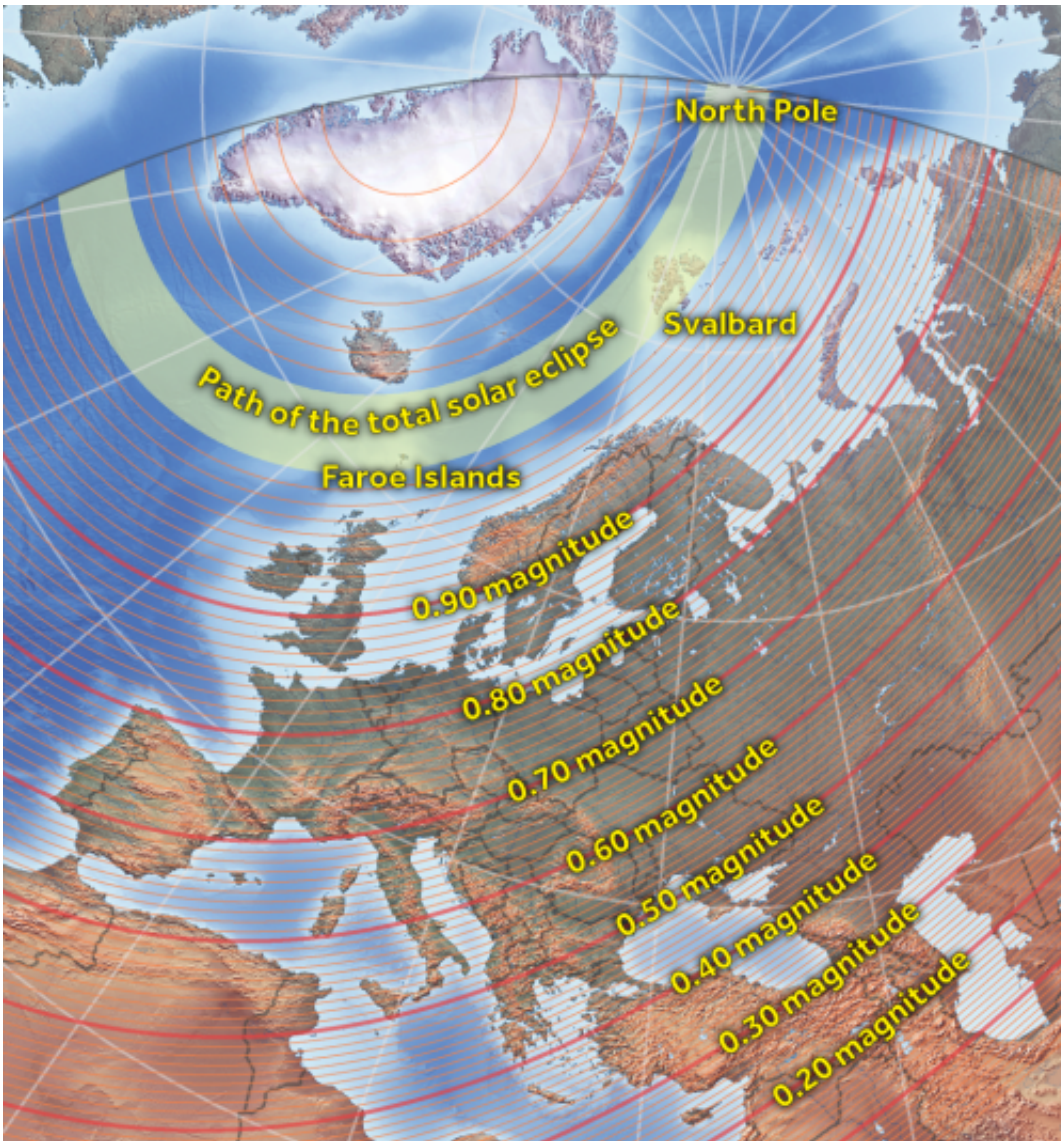 North Pole
Svalbard
Path of the total solar eclipse
Faroe Islands
0.90 magnitude
0.80 magnitude
0.70 magnitude
0.60 magnitude
0.50 magnitude
0.40 magnitude
0.30 magnitude
0.20 magnitude